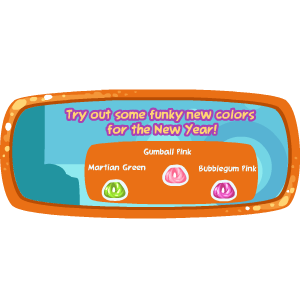 Try out some funky new colors
for the New Year!
Gumball Pink
Martian Green
Bubblegum Pink